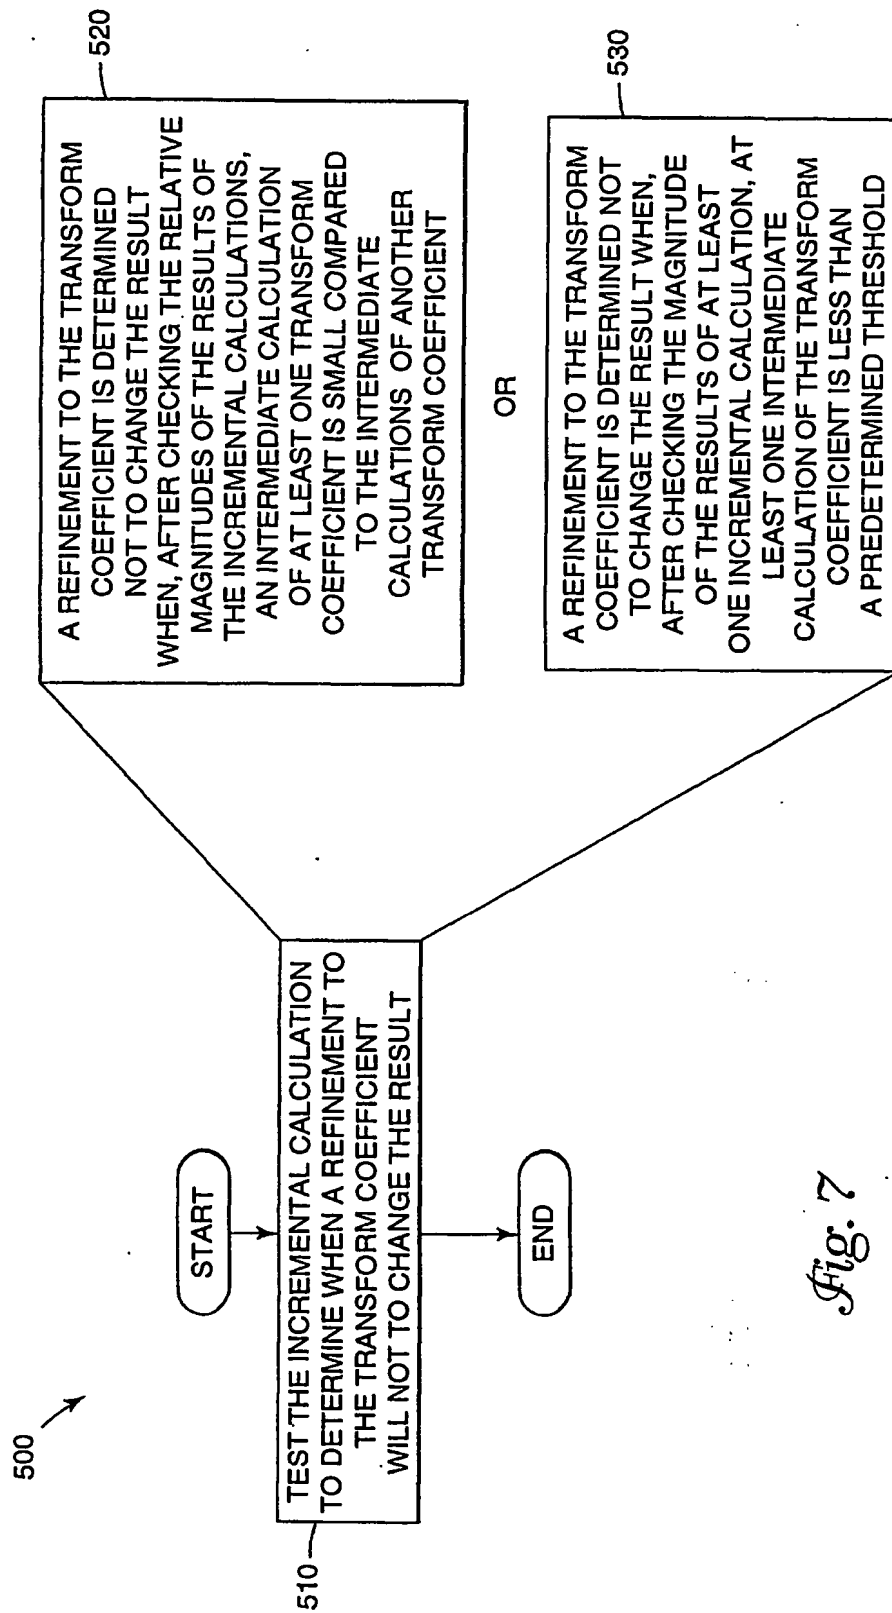 500
START
510
TEST THE INCREMENTAL CALCULATION
TO DETERMINE WHEN A REFINEMENT TO
THE TRANSFORM COEFFICIENT
WILL NOT TO CHANGE THE RESULT
END
520
A REFINEMENT TO THE TRANSFORM
COEFFICIENT IS DETERMINED
NOT TO CHANGE THE RESULT
WHEN, AFTER CHECKING THE RELATIVE
MAGNITUDES OF THE RESULTS OF
THE INCREMENTAL CALCULATIONS,
AN INTERMEDIATE CALCULATION
OF AT LEAST ONE TRANSFORM
COEFFICIENT IS SMALL COMPARED
TO THE INTERMEDIATE
CALCULATIONS OF ANOTHER
TRANSFORM COEFFICIENT
OR
530
A REFINEMENT TO THE TRANSFORM
COEFFICIENT IS DETERMINED NOT
TO CHANGE THE RESULT WHEN,
AFTER CHECKING THE MAGNITUDE
OF THE RESULTS OF AT LEAST
ONE INCREMENTAL CALCULATION, AT
LEAST ONE INTERMEDIATE
CALCULATION OF THE TRANSFORM
COEFFICIENT IS LESS THAN
A PREDETERMINED THRESHOLD
Fig. 7